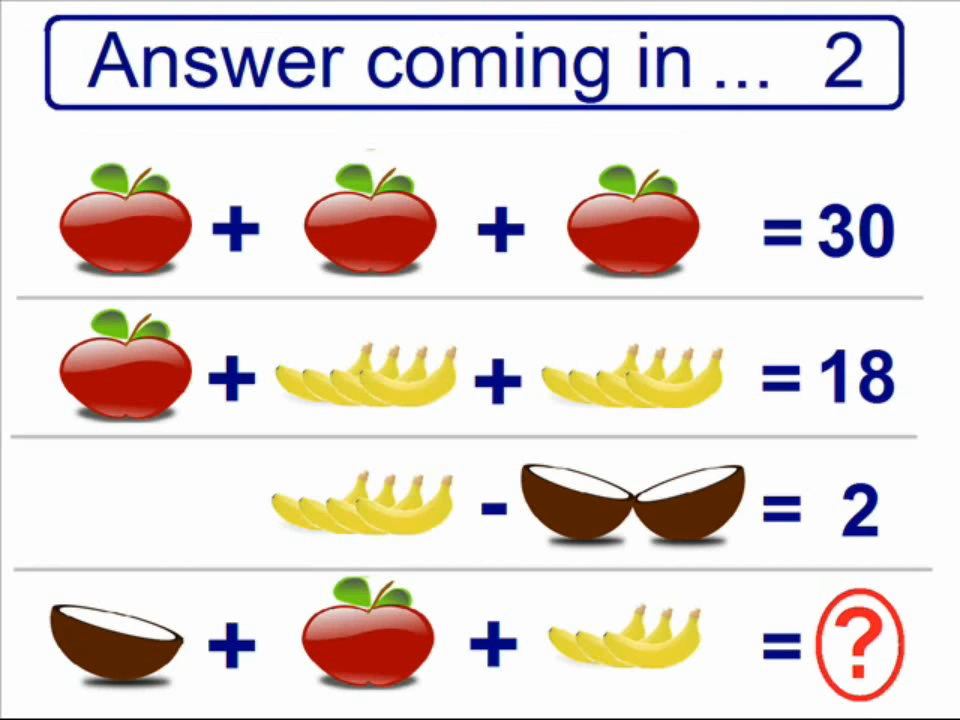 Answer coming in ... 2
+ + = 30
+ + = 18
- = 2
+ + = ?